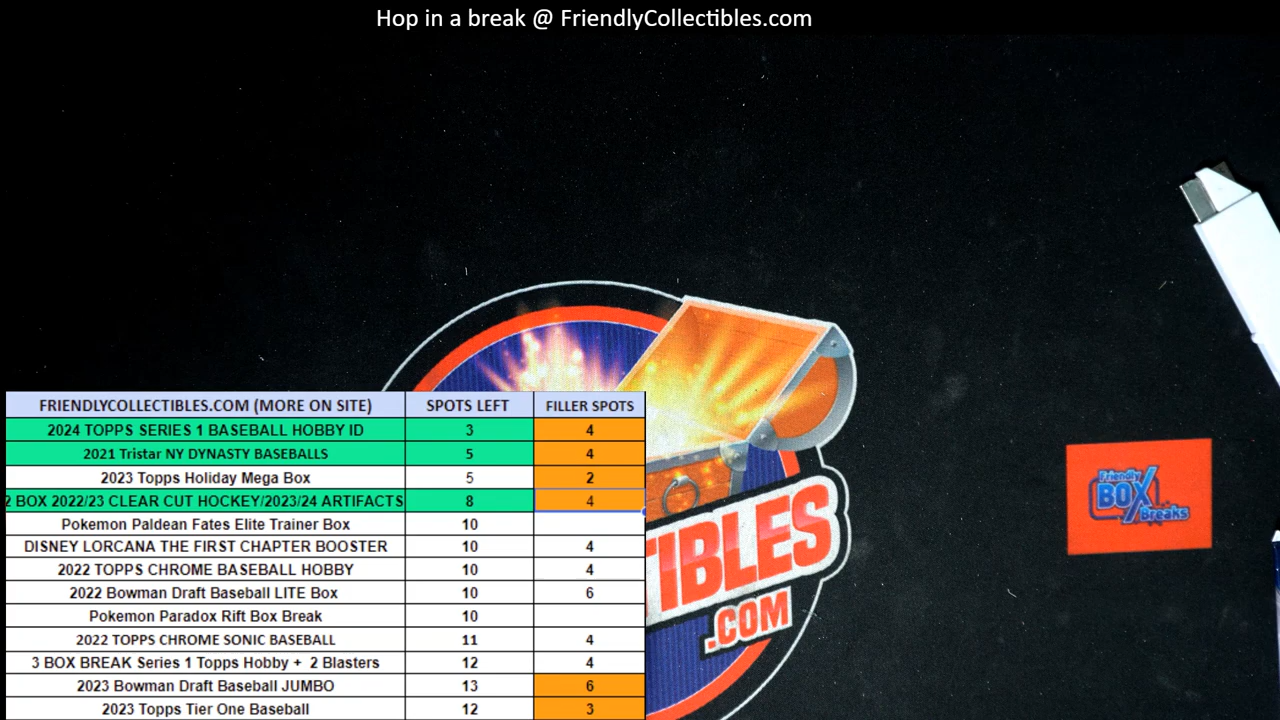 Hop in a break @ FriendlyCollectibles.com
FRIENDLYCOLLECTIBLES.COM (MORE ON SITE) SPOTS LEFT FILLER SPOTS
2024 TOPPS SERIES 1 BASEBALL HOBBY ID 3 4
2021 Tristar NY DYNASTY BASEBALLS 5 4
2023 Topps Holiday Mega Box 5 2
2 BOX 2022/23 CLEAR CUT HOCKEY/2023/24 ARTIFACTS 8 4
Pokemon Paldean Fates Elite Trainer Box 10
DISNEY LORCANA THE FIRST CHAPTER BOOSTER 10 4
2022 TOPPS CHROME BASEBALL HOBBY 10 4
2022 Bowman Draft Baseball LITE Box 10 6
Pokemon Paradox Rift Box Break 10
2022 TOPPS CHROME SONIC BASEBALL 11 4
3 BOX BREAK Series 1 Topps Hobby + 2 Blasters 12 4
2023 Bowman Draft Baseball JUMBO 13 6
2023 Topps Tier One Baseball 12 3
TIBLES
.COM
Friendly
BOX
Breaks